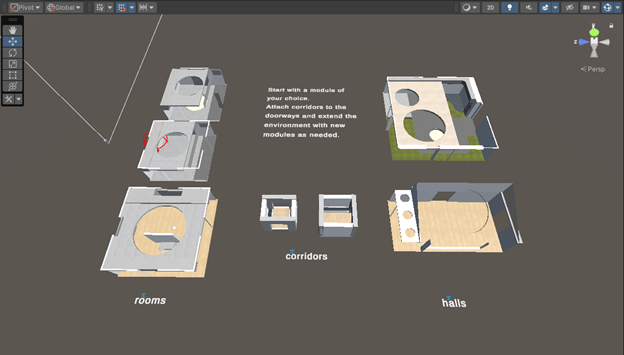 Pivot
Global
2D
y
z
Persp
Start with a module of
your choice.
Attach corridors to the
doorways and extend the
environment with new
modules as needed.
corridors
rooms
halls